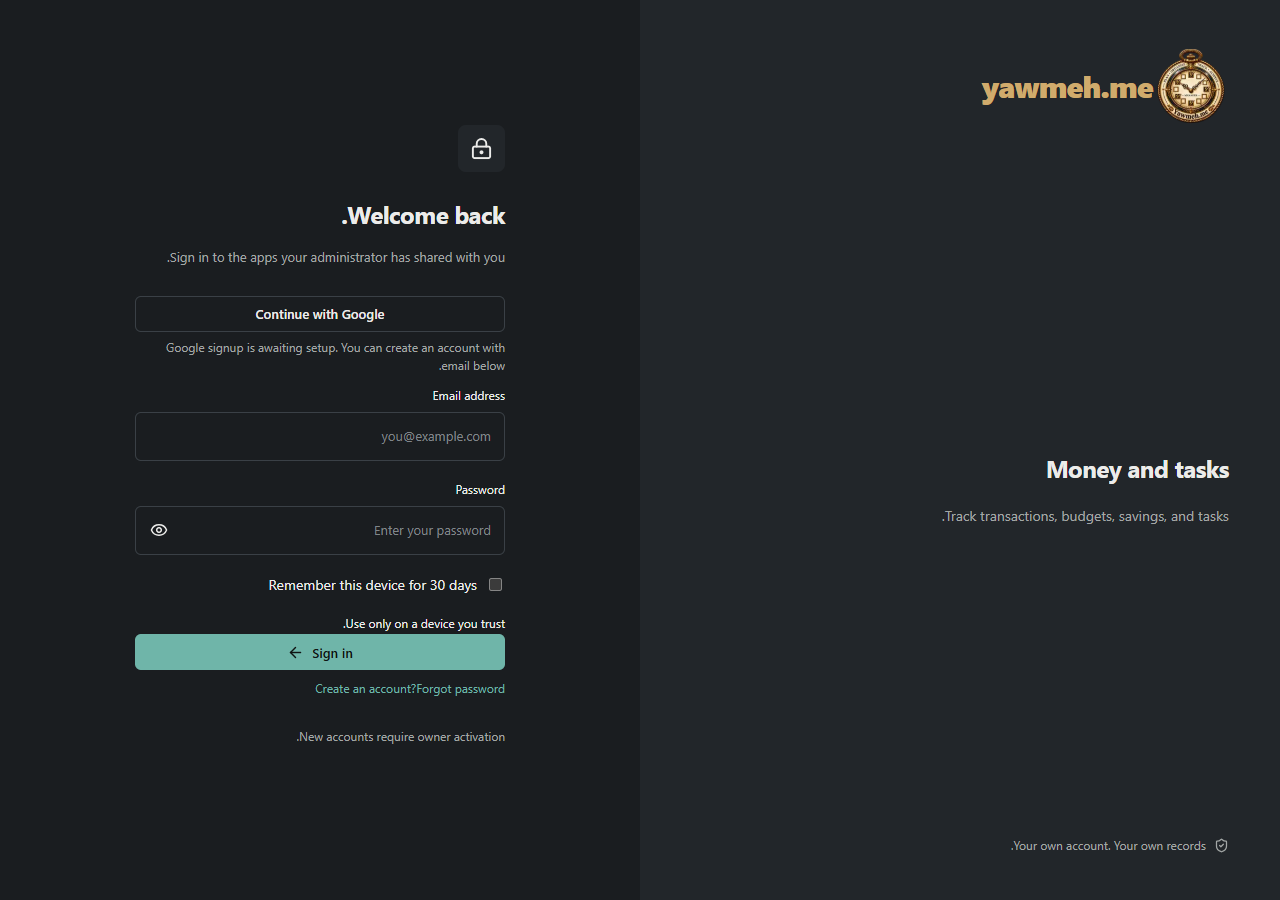 yawmeh.me
Money and tasks
.Track transactions, budgets, savings, and tasks
.Your own account. Your own records
.Welcome back
.Sign in to the apps your administrator has shared with you
Continue with Google
Google signup is awaiting setup. You can create an account with
.email below
Email address
you@example.com
Password
Enter your password
Remember this device for 30 days
.Use only on a device you trust
Sign in
Create an account?Forgot password
.New accounts require owner activation